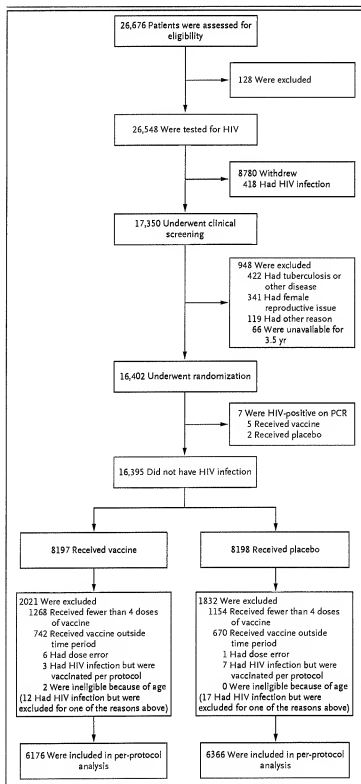 26,676 Patients were assessed for
eligibility
128 Were excluded
26,548 Were tested for HIV
8780 Withdrew
418 Had HIV infection
17,350 Underwent clinical
screening
948 Were excluded
422 Had tuberculosis or
other disease
341 Had female
reproductive issue
119 Had other reason
66 Were unavailable for
3.5 yr
16,402 Underwent randomization
7 Were HIV-positive on PCR
5 Received vaccine
2 Received placebo
16,395 Did not have HIV infection
8197 Received vaccine
8198 Received placebo
2021 Were excluded
1268 Received fewer than 4 doses
of vaccine
742 Received vaccine outside
time period
6 Had dose error
3 Had HIV infection but were
vaccinated per protocol
2 Were ineligible because of age
(12 Had HIV infection but were
excluded for one of the reasons above)
1832 Were excluded
1154 Received fewer than 4 doses
of vaccine
670 Received vaccine outside
time period
1 Had dose error
7 Had HIV infection but were
vaccinated per protocol
0 Were ineligible because of age
(17 Had HIV infection but were
excluded for one of the reasons above)
6176 Were included in per-protocol
analysis
6366 Were included in per-protocol
analysis